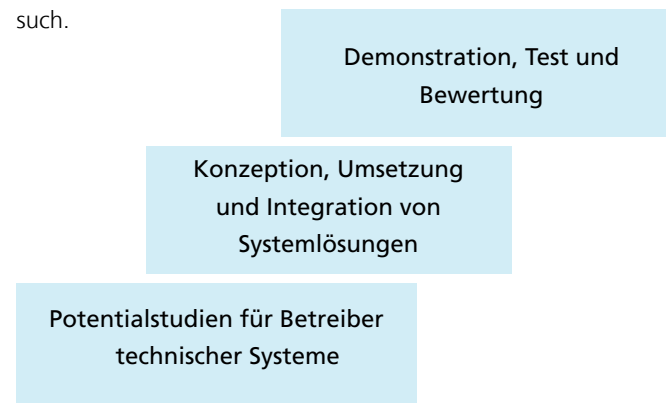 such.
Demonstration, Test und
Bewertung
Konzeption, Umsetzung
und Integration von
Systemlösungen
Potentialstudien für Betreiber
technischer Systeme